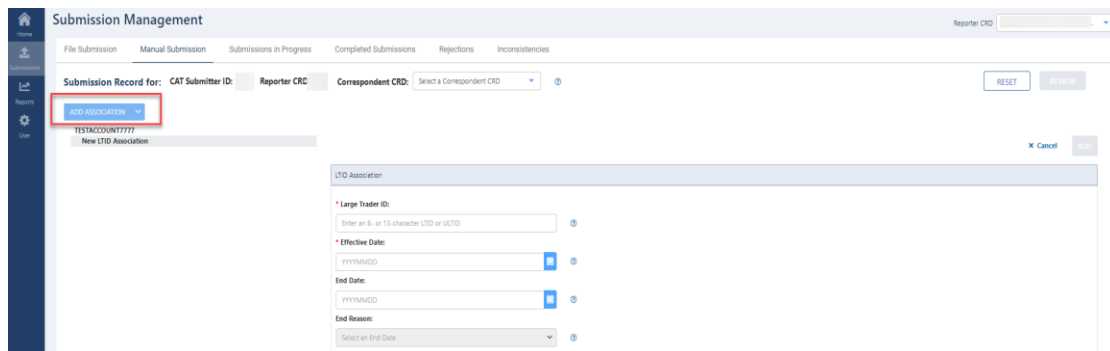 Submission Management
Reporter CRD
Home
File Submission Manual Submission Submissions in Progress Completed Submissions Rejections Inconsistencies
Submissions
Submission Record for: CAT Submitter ID: Reporter CRD Correspondent CRD: Select a Correspondent CRD
RESET REVIEW
Reports
ADD ASSOCIATION
User
TESTACCOUNT7777
New LTID Association
X Cancel ADD
LTID Association
* Large Trader ID:
Enter an 8- or 13-character LTID or ULTID
* Effective Date:
YYYYMMDD
End Date:
YYYYMMDD
End Reason:
Select an End Date